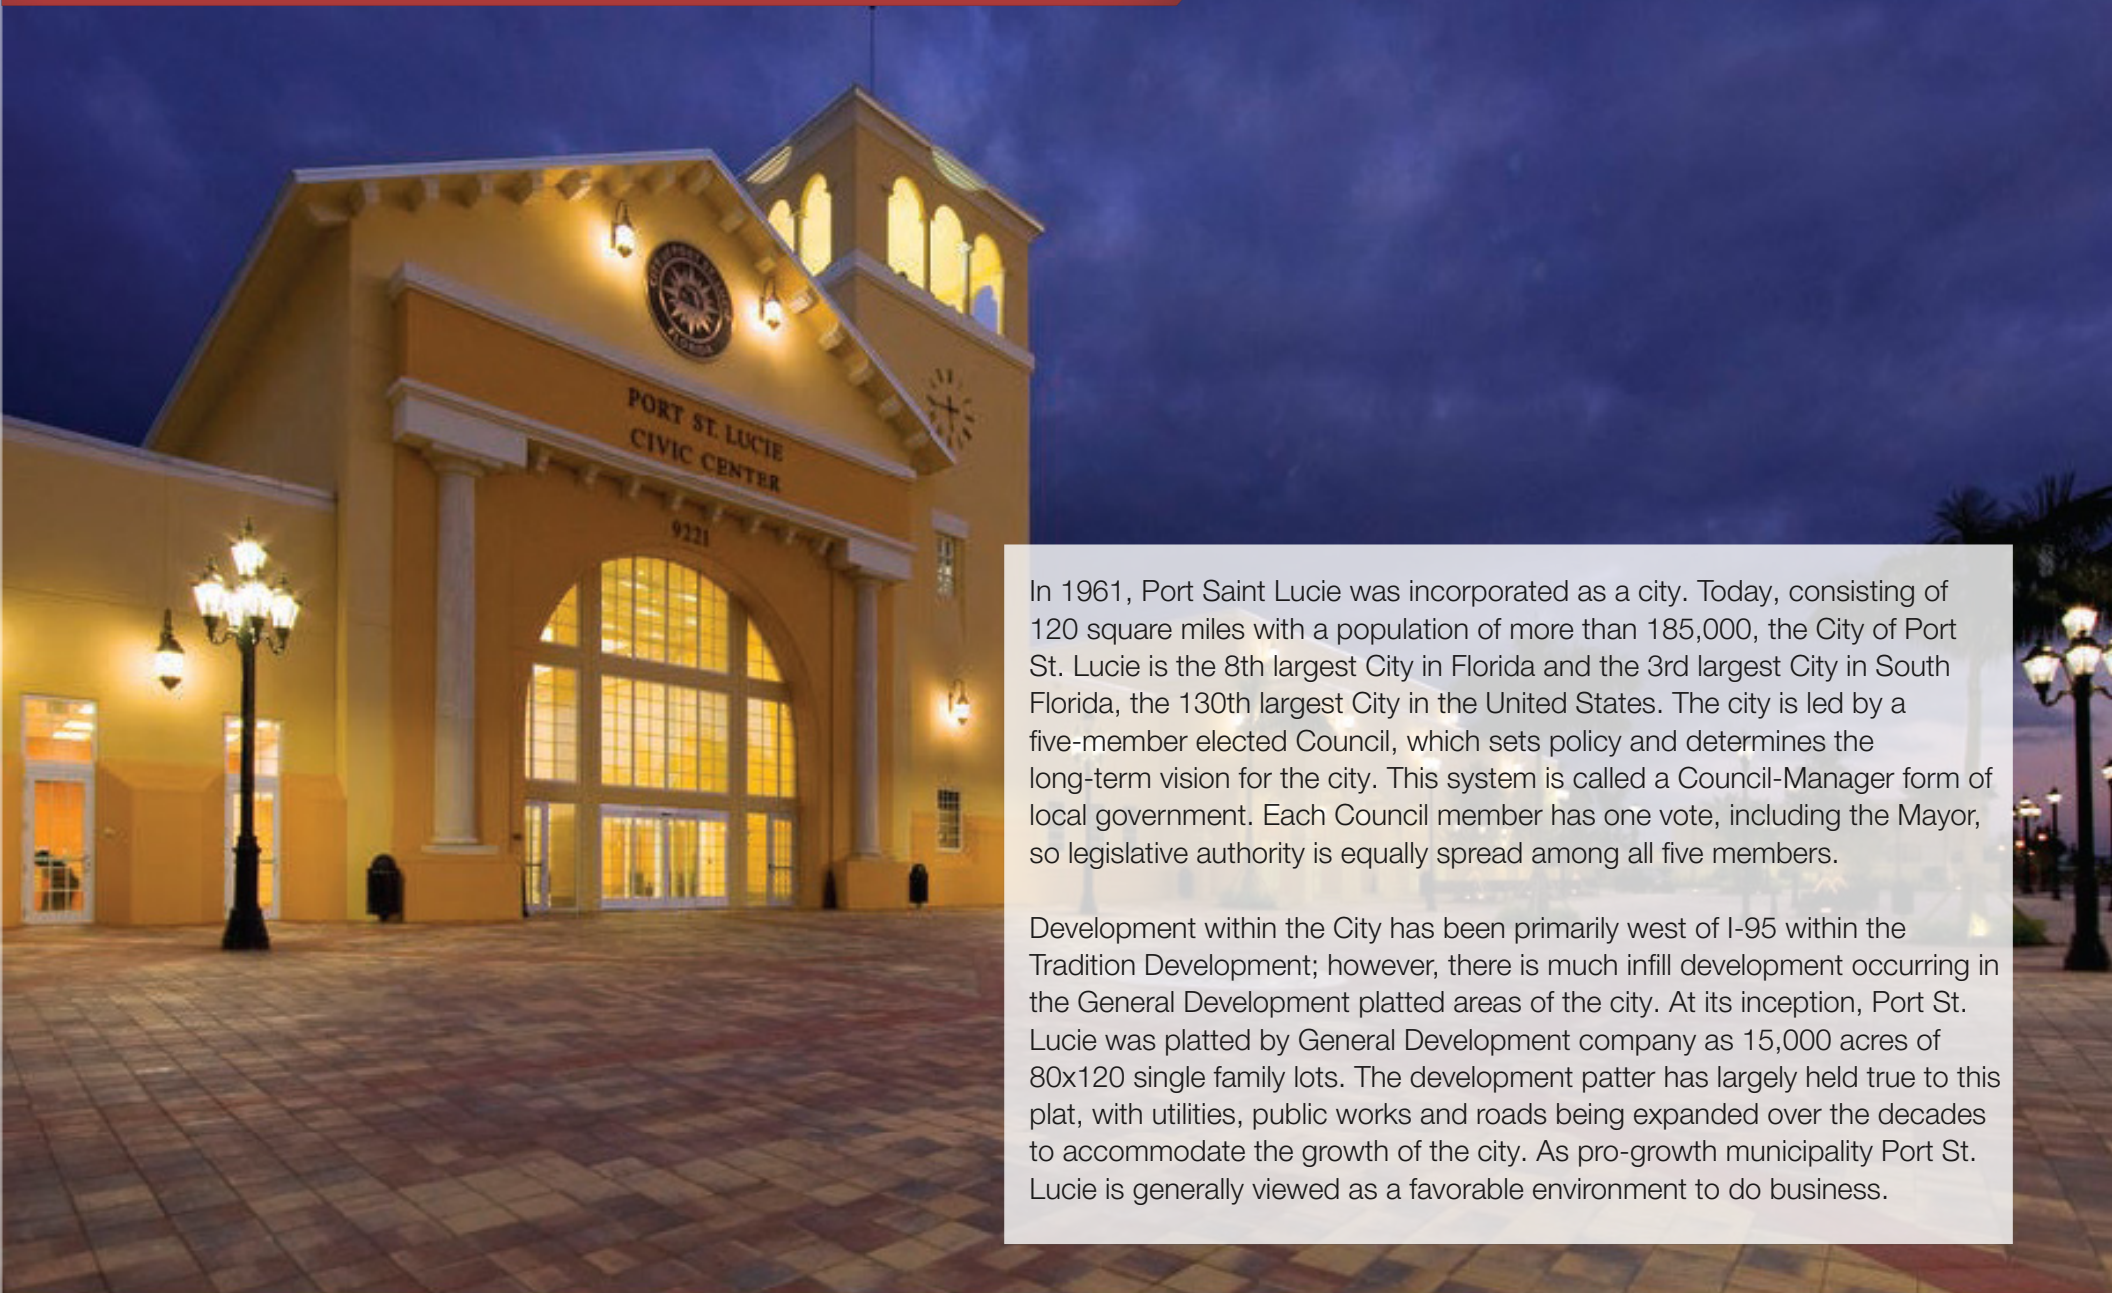 FLORIDA
PORT ST. LUCIE
CIVIC CENTER
9221
In 1961, Port Saint Lucie was incorporated as a city. Today, consisting of
120 square miles with a population of more than 185,000, the City of Port
St. Lucie is the 8th largest City in Florida and the 3rd largest City in South
Florida, the 130th largest City in the United States. The city is led by a
five-member elected Council, which sets policy and determines the
long-term vision for the city. This system is called a Council-Manager form of
local government. Each Council member has one vote, including the Mayor,
so legislative authority is equally spread among all five members.
Development within the City has been primarily west of I-95 within the
Tradition Development; however, there is much infill development occurring in
the General Development platted areas of the city. At its inception, Port St.
Lucie was platted by General Development company as 15,000 acres of
80x120 single family lots. The development patter has largely held true to this
plat, with utilities, public works and roads being expanded over the decades
to accommodate the growth of the city. As pro-growth municipality Port St.
Lucie is generally viewed as a favorable environment to do business.